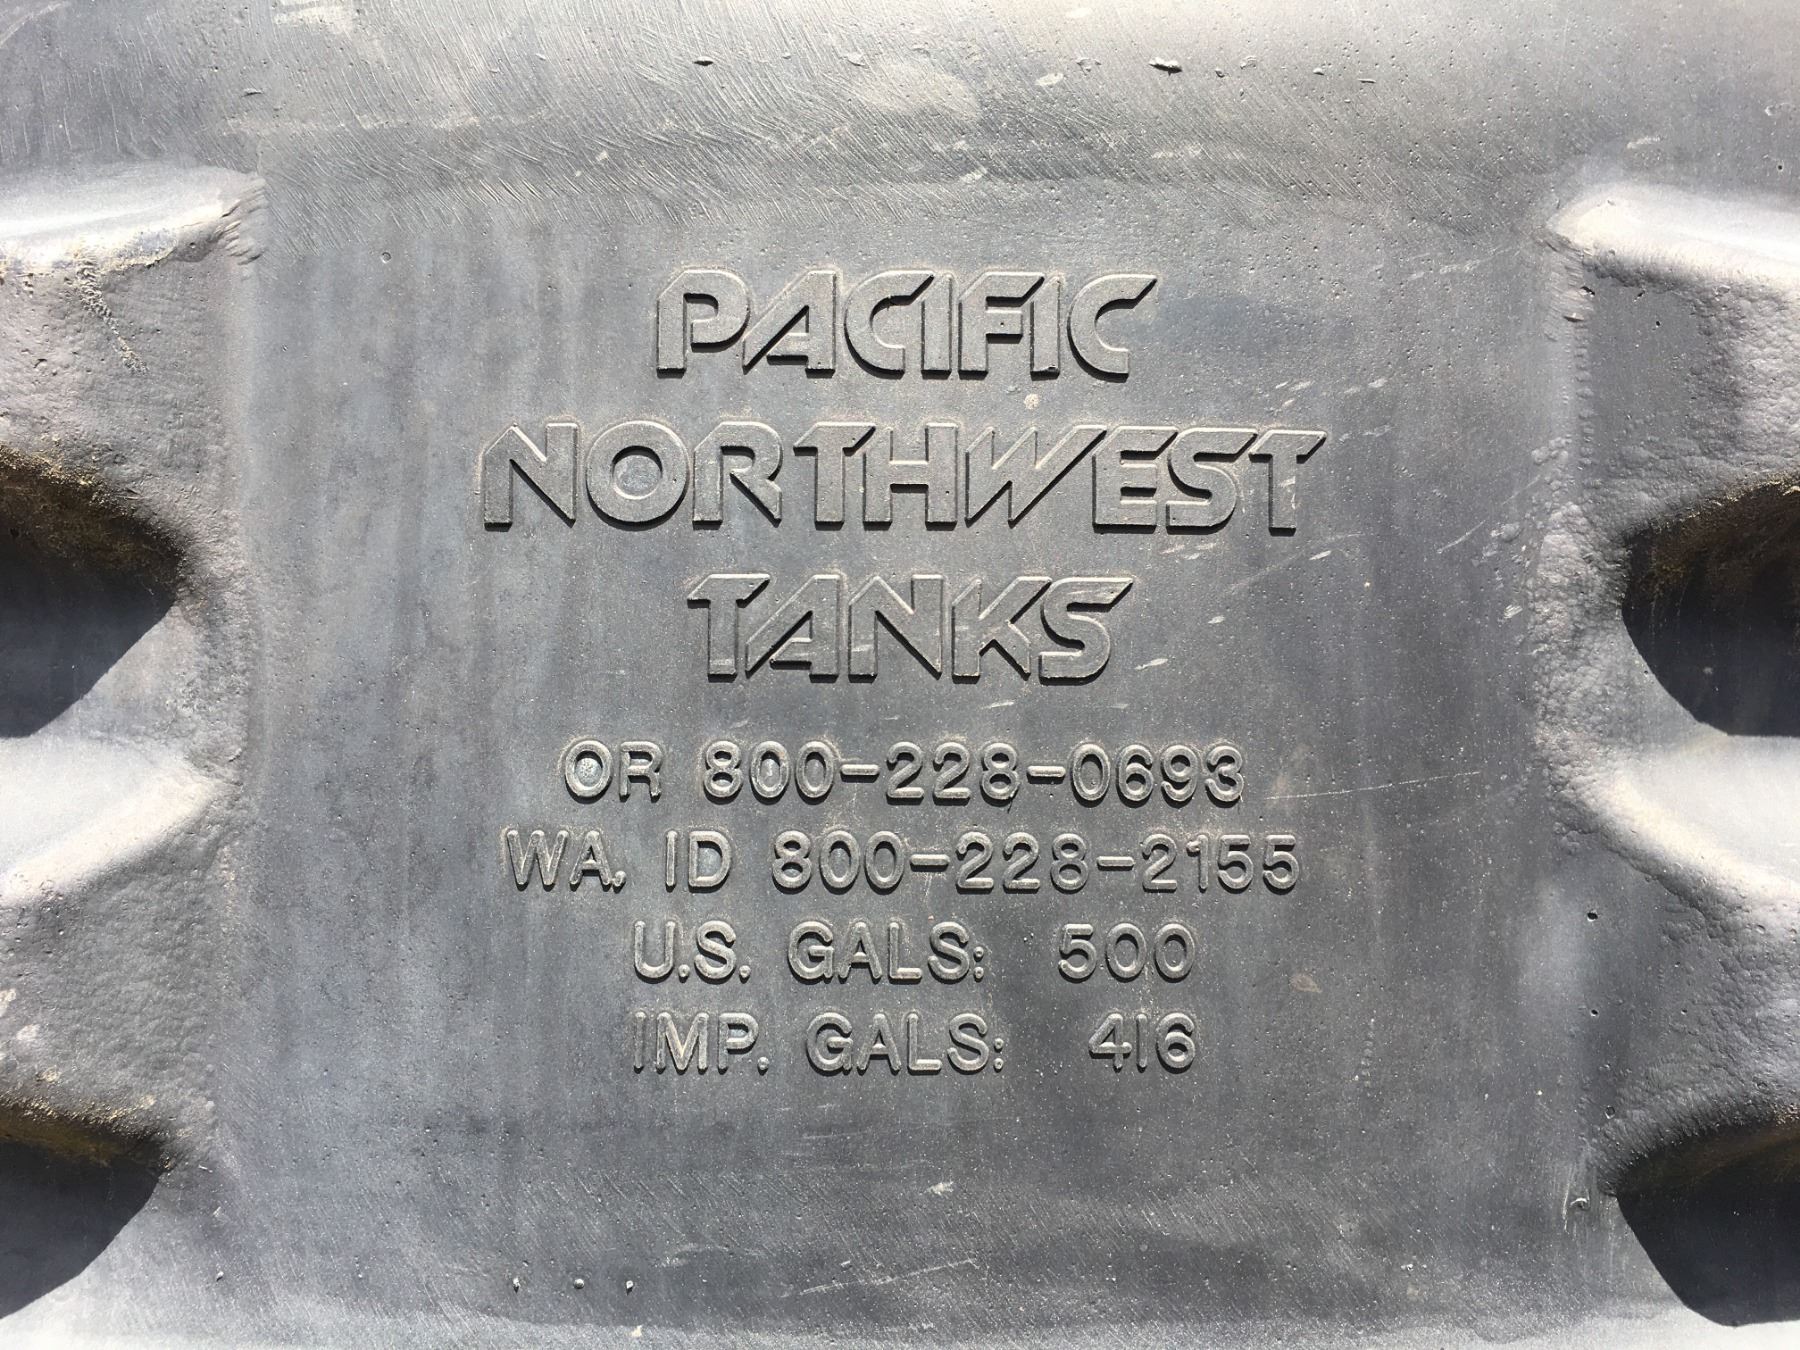 PACIFIC
NORTHWEST
TANKS
OR 800-228-0693
WA. ID 800-228-2155
U.S. GALS: 500
IMP. GALS: 416